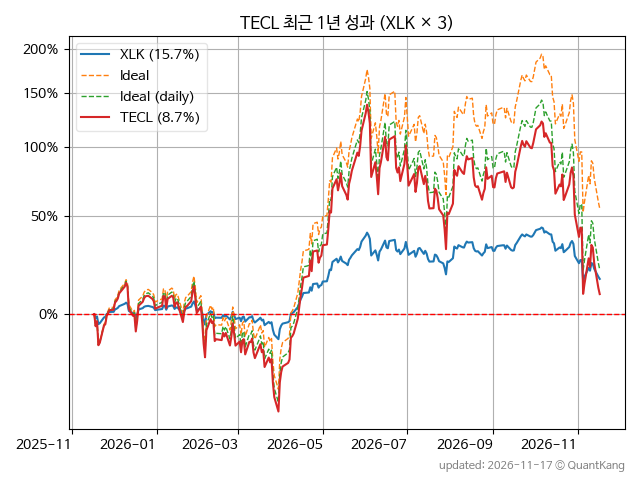 TECL 최근 1년 성과 (XLK × 3)
200%
150%
100%
50%
0%
XLK (15.7%)
Ideal
Ideal (daily)
TECL (8.7%)
2025-11
2026-01
2026-03
2026-05
2026-07
2026-09
2026-11
updated: 2026-11-17 © QuantKang